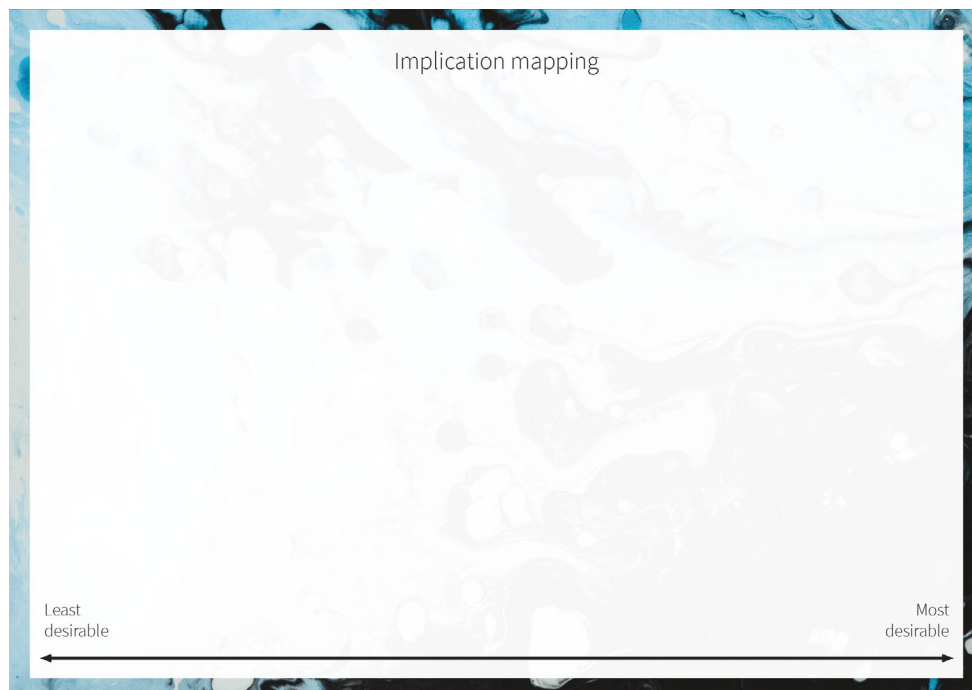 Implication mapping
Least
desirable
Most
desirable